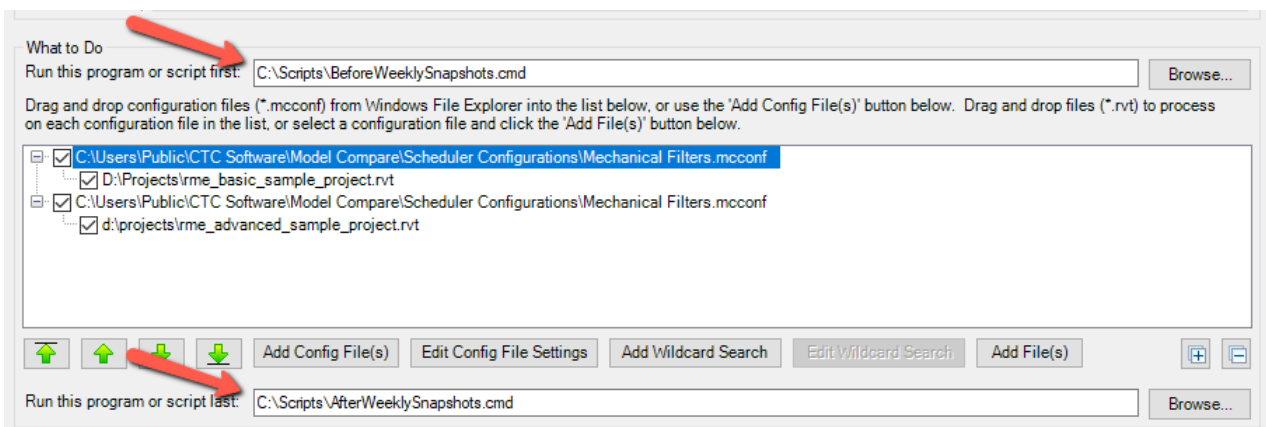 What to Do
Run this program or script first: C:\Scripts\BeforeWeeklySnapshots.cmd Browse...
Drag and drop configuration files (*.mcconf) from Windows File Explorer into the list below, or use the 'Add Config File(s)' button below. Drag and drop files (*.rvt) to process
on each configuration file in the list, or select a configuration file and click the 'Add File(s)' button below.
C:\Users\Public\CTC Software\Model Compare\Scheduler Configurations\Mechanical Filters.mcconf
D:\Projects\rme_basic_sample_project.rvt
C:\Users\Public\CTC Software\Model Compare\Scheduler Configurations\Mechanical Filters.mcconf
d:\projects\rme_advanced_sample_project.rvt
Add Config File(s) Edit Config File Settings Add Wildcard Search Edit Wildcard Search Add File(s)
Run this program or script last: C:\Scripts\AfterWeeklySnapshots.cmd Browse...